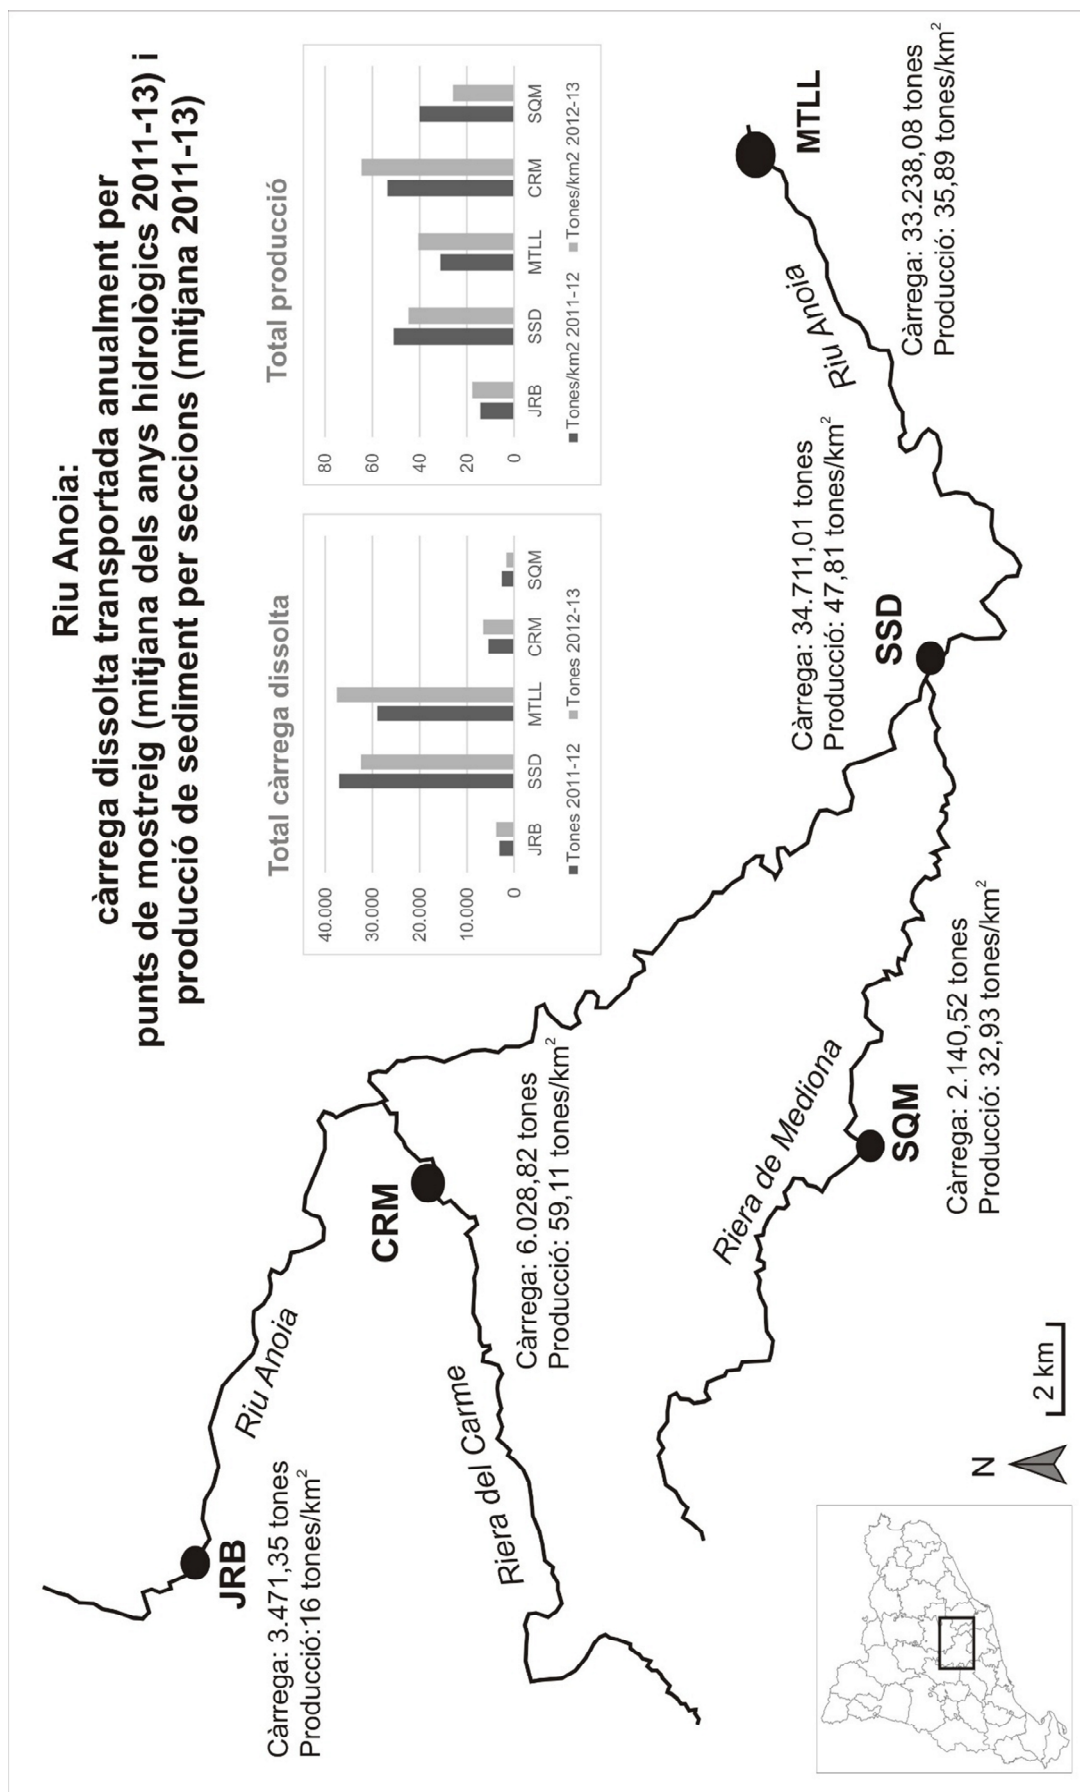 Riu Anoia:
càrrega dissolta transportada anualment per
punts de mostreig (mitjana dels anys hidrològics 2011-13) i
producció de sediment per seccions (mitjana 2011-13)
Total càrrega dissolta
40.000
30.000
20.000
10.000
0
JRB SSD MTLL CRM SQM
Tones 2011-12 Tones 2012-13
Total producció
80
60
40
20
0
JRB SSD MTLL CRM SQM
Tones/km2 2011-12 Tones/km2 2012-13
JRB
Càrrega: 3.471,35 tones
Producció:16 tones/km²
Riu Anoia
CRM
Càrrega: 6.028,82 tones
Producció: 59,11 tones/km²
Riera del Carme
Riera de Mediona
SQM
Càrrega: 2.140,52 tones
Producció: 32,93 tones/km²
Càrrega: 34.711,01 tones
Producció: 47,81 tones/km²
SSD
Riu Anoia
MTLL
Càrrega: 33.238,08 tones
Producció: 35,89 tones/km²
N
2 km